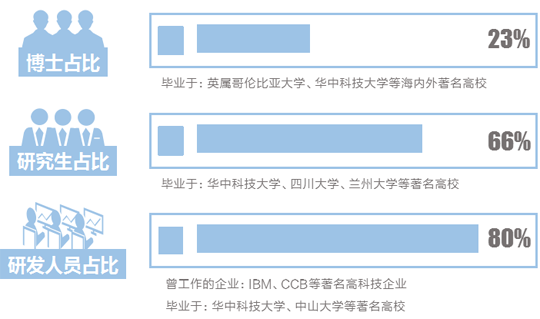 博士占比
23%
毕业于：英属哥伦比亚大学、华中科技大学等海内外著名高校
研究生占比
66%
毕业于：华中科技大学、四川大学、兰州大学等著名高校
研发人员占比
80%
曾工作的企业：IBM、CCB等著名高科技企业
毕业于：华中科技大学、中山大学等著名高校